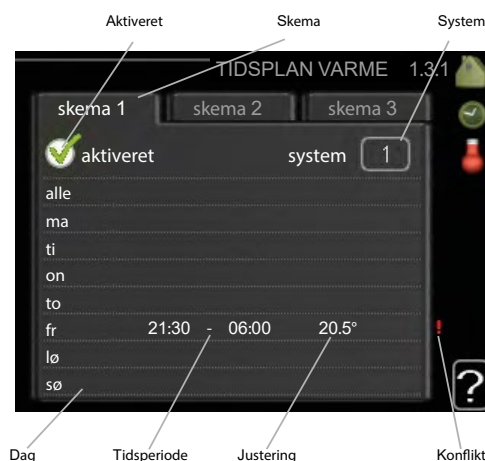 Aktiveret Skema System
TIDSPLAN VARME 1.3.1
skema 1 skema 2 skema 3
aktiveret system 1
alle
ma
ti
on
to
fr 21:30 - 06:00 20.5° !
lø
sø
?
Dag Tidsperiode Justering Konflikt